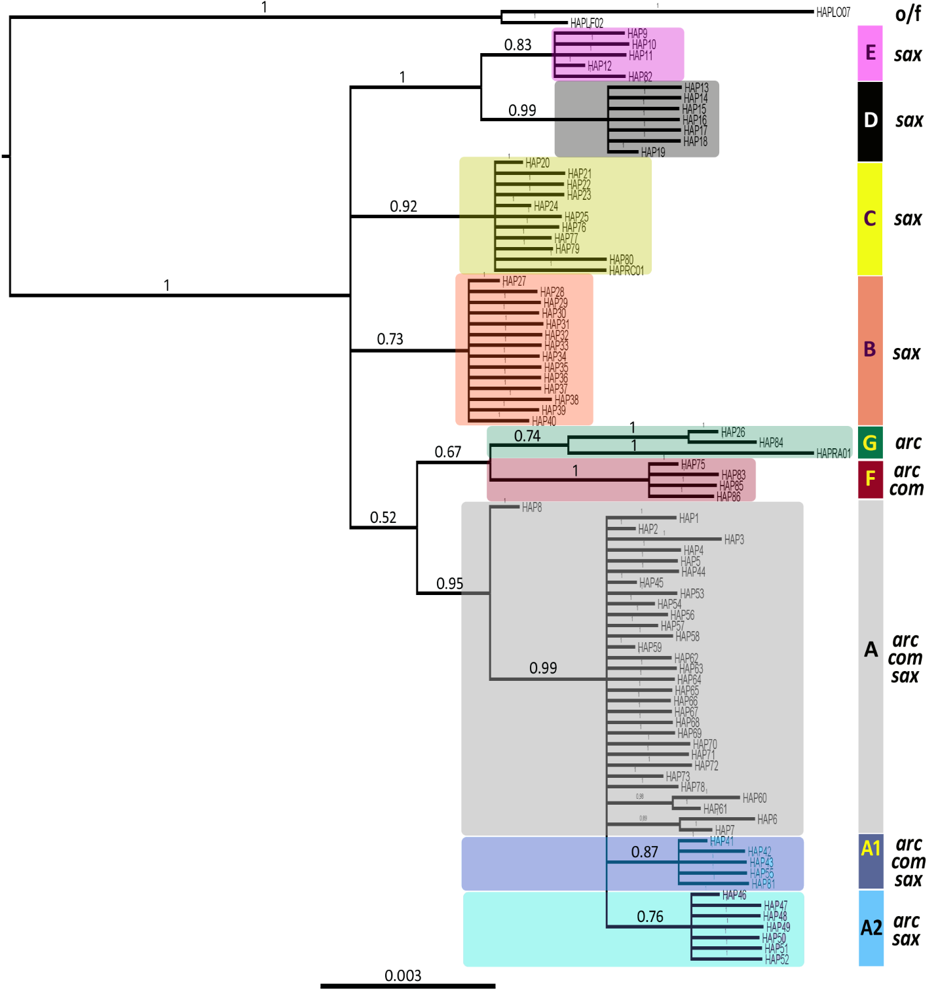 1
1
HAPLO07
o/f
1
HAPLF02
HAP9
HAP10
0.83
HAP11
E
sax
HAP12
HAP82
1
HAP13
HAP14
HAP15
0.99
HAP16
D
sax
HAP17
HAP18
HAP19
HAP20
HAP21
HAP22
HAP23
0.92
HAP24
HAP25
C
sax
HAP76
HAP77
HAP79
HAP80
HAPRC01
1
HAP27
HAP28
HAP29
HAP30
HAP31
HAP32
0.73
HAP33
B
sax
HAP34
HAP35
HAP36
HAP37
HAP38
HAP39
HAP40
1
HAP26
0.74
1
HAP84
G
arc
0.67
HAPRA01
HAP75
1
HAP83
F
arc
com
HAP85
HAP86
HAP8
0.52
HAP1
HAP2
HAP3
HAP4
HAP5
HAP44
0.95
HAP45
HAP53
HAP54
HAP56
HAP57
HAP58
HAP59
A
arc
com
sax
HAP62
0.99
HAP63
HAP64
HAP65
HAP66
HAP67
HAP68
HAP69
HAP70
HAP71
HAP72
HAP73
HAP78
0.98
HAP60
HAP61
0.89
HAP6
HAP7
HAP41
0.87
HAP42
A1
arc
com
sax
HAP43
HAP55
HAP81
HAP46
HAP47
0.76
HAP48
HAP49
A2
arc
sax
HAP50
HAP51
HAP52
0.003